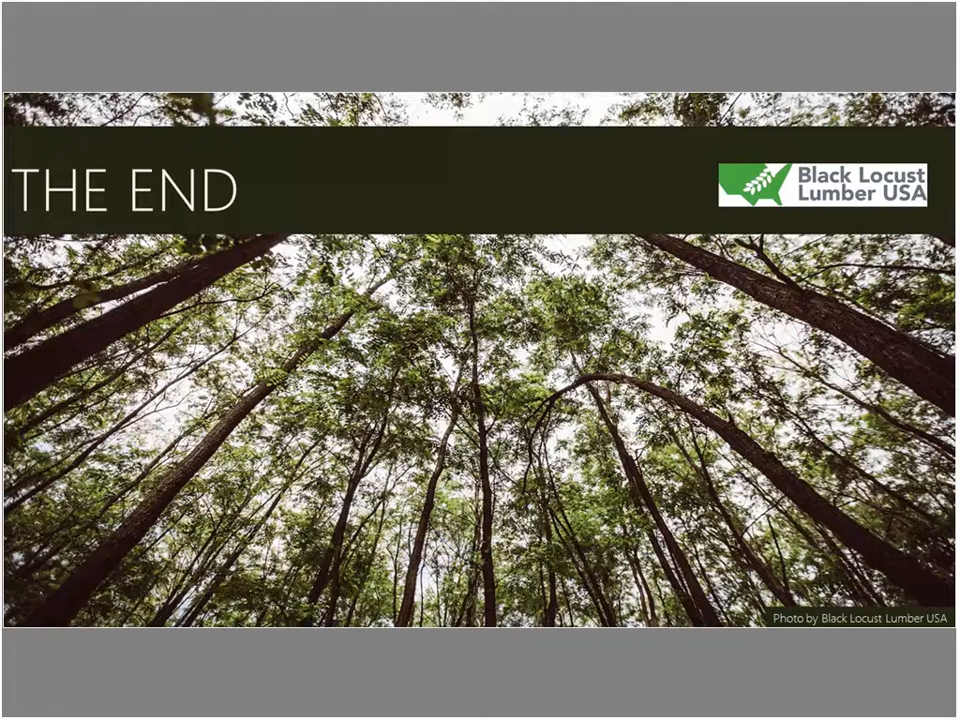 THE END
Black Locust
Lumber USA
Photo by Black Locust Lumber USA